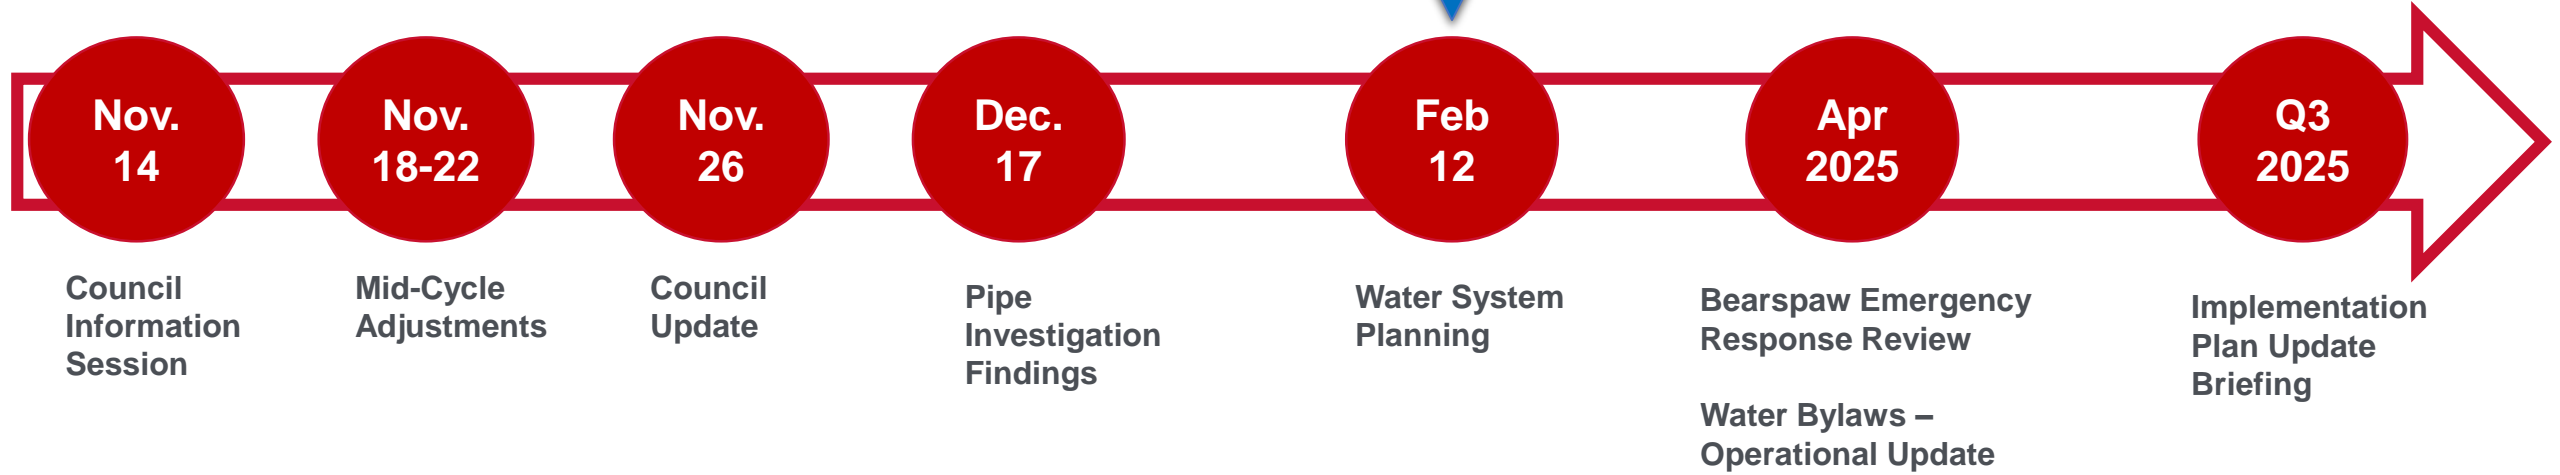 Nov.
14
Nov.
18-22
Nov.
26
Dec.
17
Feb
12
Apr
2025
Q3
2025
Council
Information
Session
Mid-Cycle
Adjustments
Council
Update
Pipe
Investigation
Findings
Water System
Planning
Bearspaw Emergency
Response Review
Water Bylaws –
Operational Update
Implementation
Plan Update
Briefing